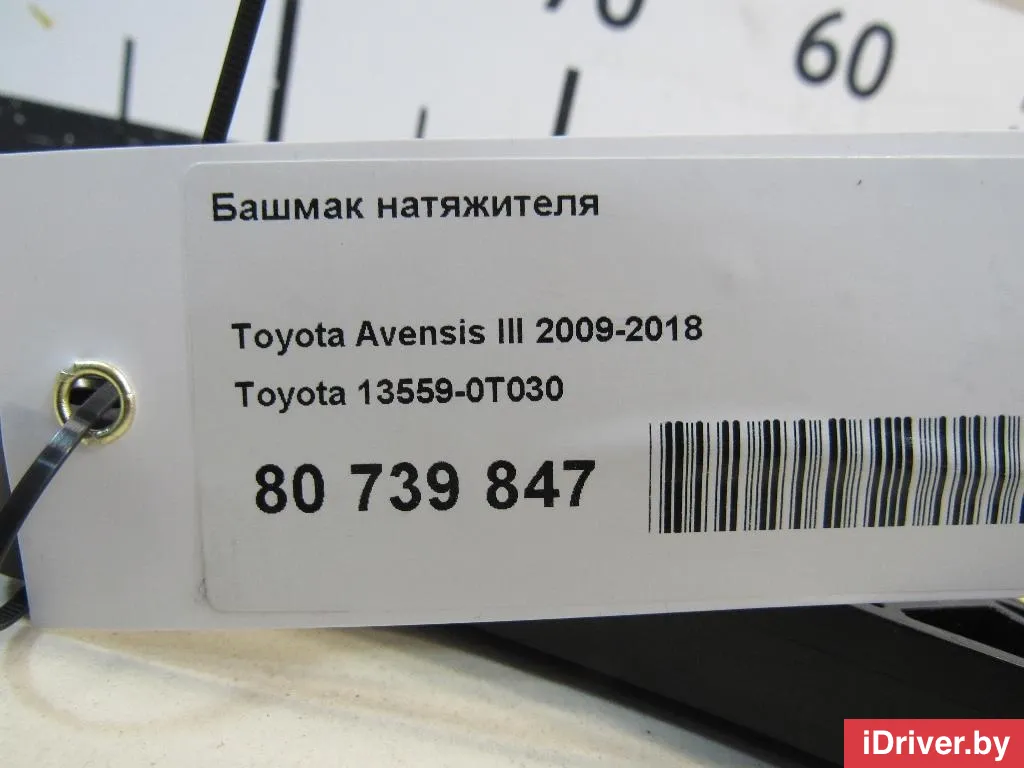 60
Башмак натяжителя
Toyota Avensis III 2009-2018
Toyota 13559-0T030
80 739 847
iDriver.by